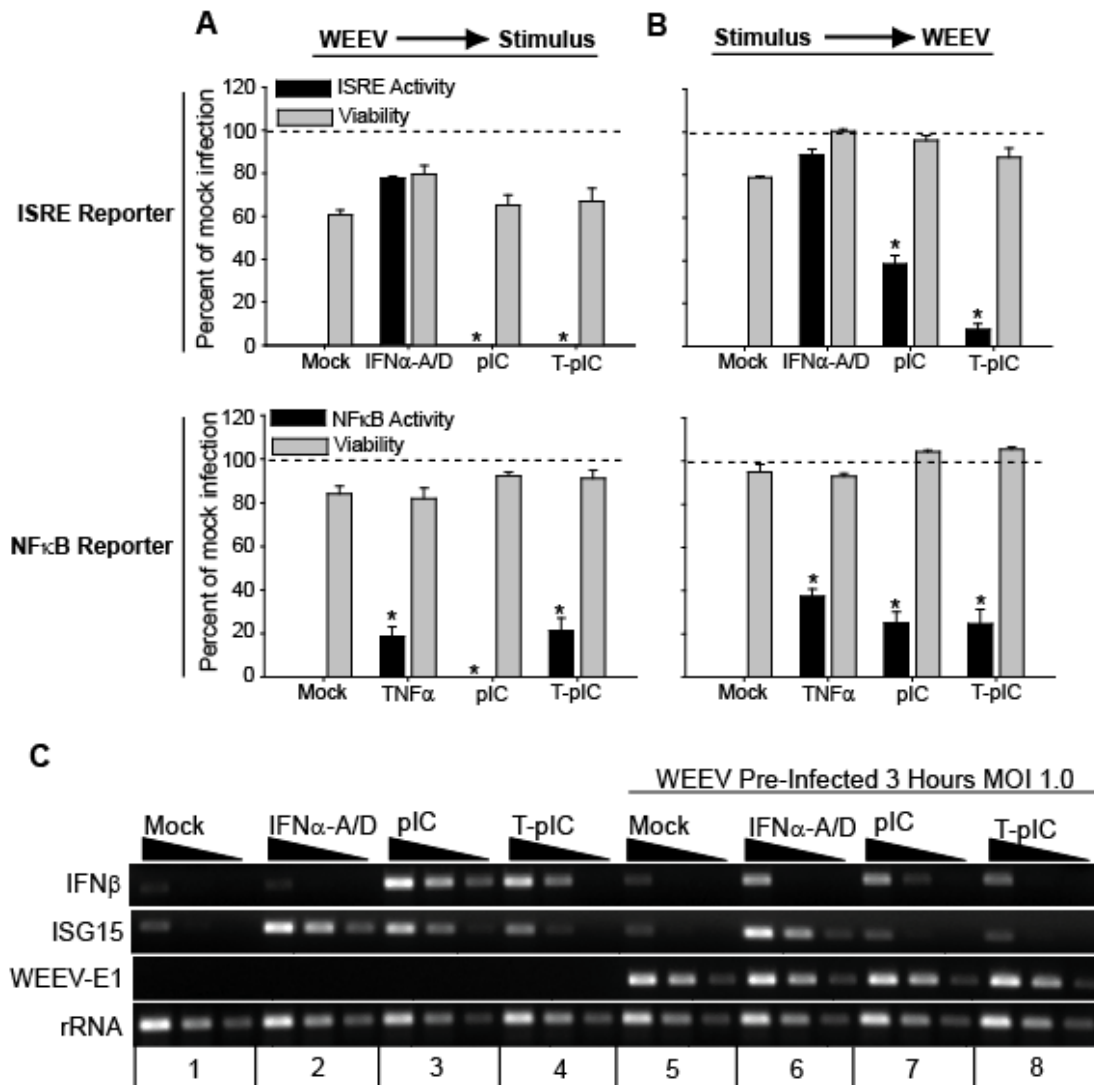 A
B
WEEV Stimulus
Stimulus WEEV
ISRE Reporter
Percent of mock infection
120
100
80
60
40
20
0
ISRE Activity
Viability
* *
Mock IFNα-A/D pIC T-pIC
* *
Mock IFNα-A/D pIC T-pIC
NFκB Reporter
Percent of mock infection
120
100
80
60
40
20
0
NFκB Activity
Viability
* * *
Mock TNFα pIC T-pIC
* * *
Mock TNFα pIC T-pIC
C
WEEV Pre-Infected 3 Hours MOI 1.0
Mock IFNα-A/D pIC T-pIC Mock IFNα-A/D pIC T-pIC
IFNβ
ISG15
WEEV-E1
rRNA
1 2 3 4 5 6 7 8